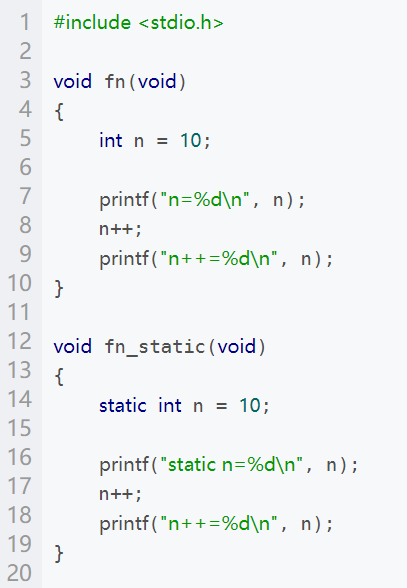 1 #include <stdio.h>
2
3 void fn(void)
4 {
5     int n = 10;
6
7     printf("n=%d\n", n);
8     n++;
9     printf("n++=%d\n", n);
10 }
11
12 void fn_static(void)
13 {
14     static int n = 10;
15
16     printf("static n=%d\n", n);
17     n++;
18     printf("n++=%d\n", n);
19 }
20